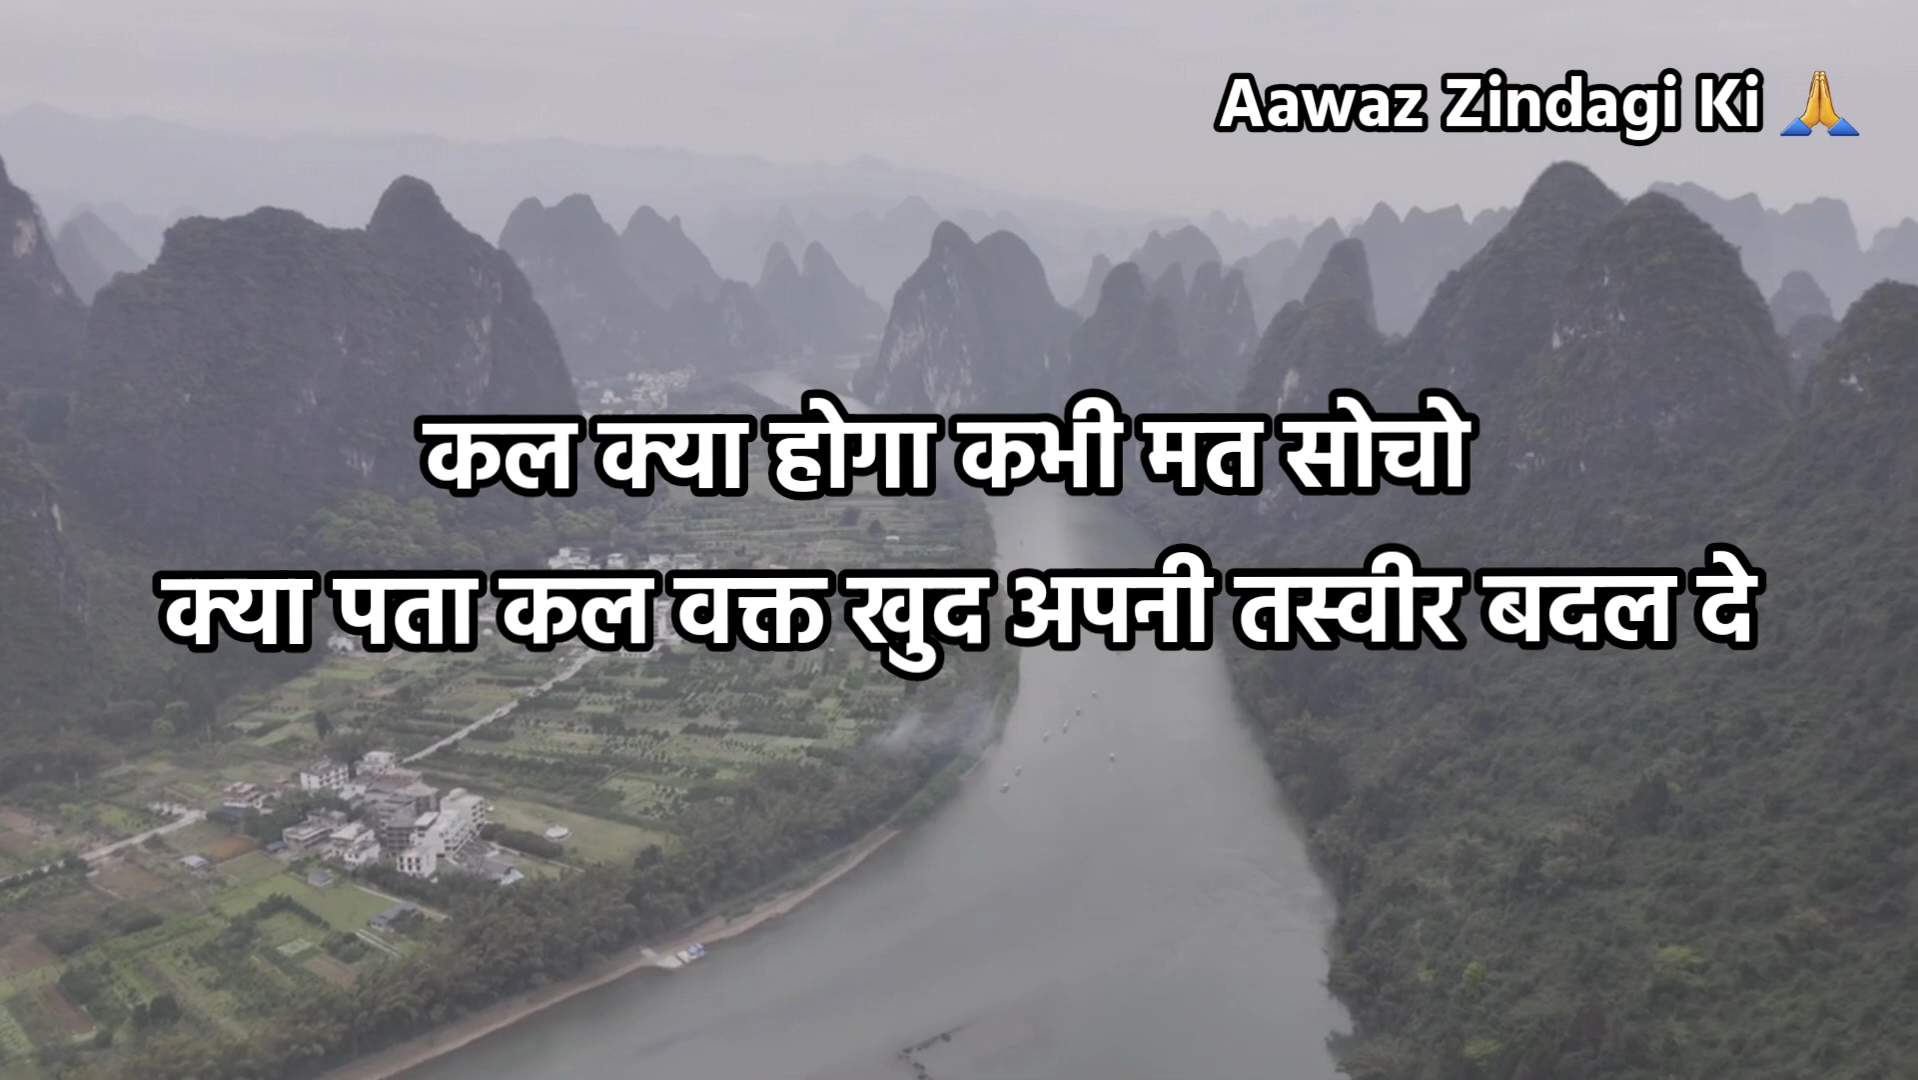 Aawaz Zindagi Ki 🙏
कल क्या होगा कभी मत सोचो
क्या पता कल वक्त खुद अपनी तस्वीर बदल दे